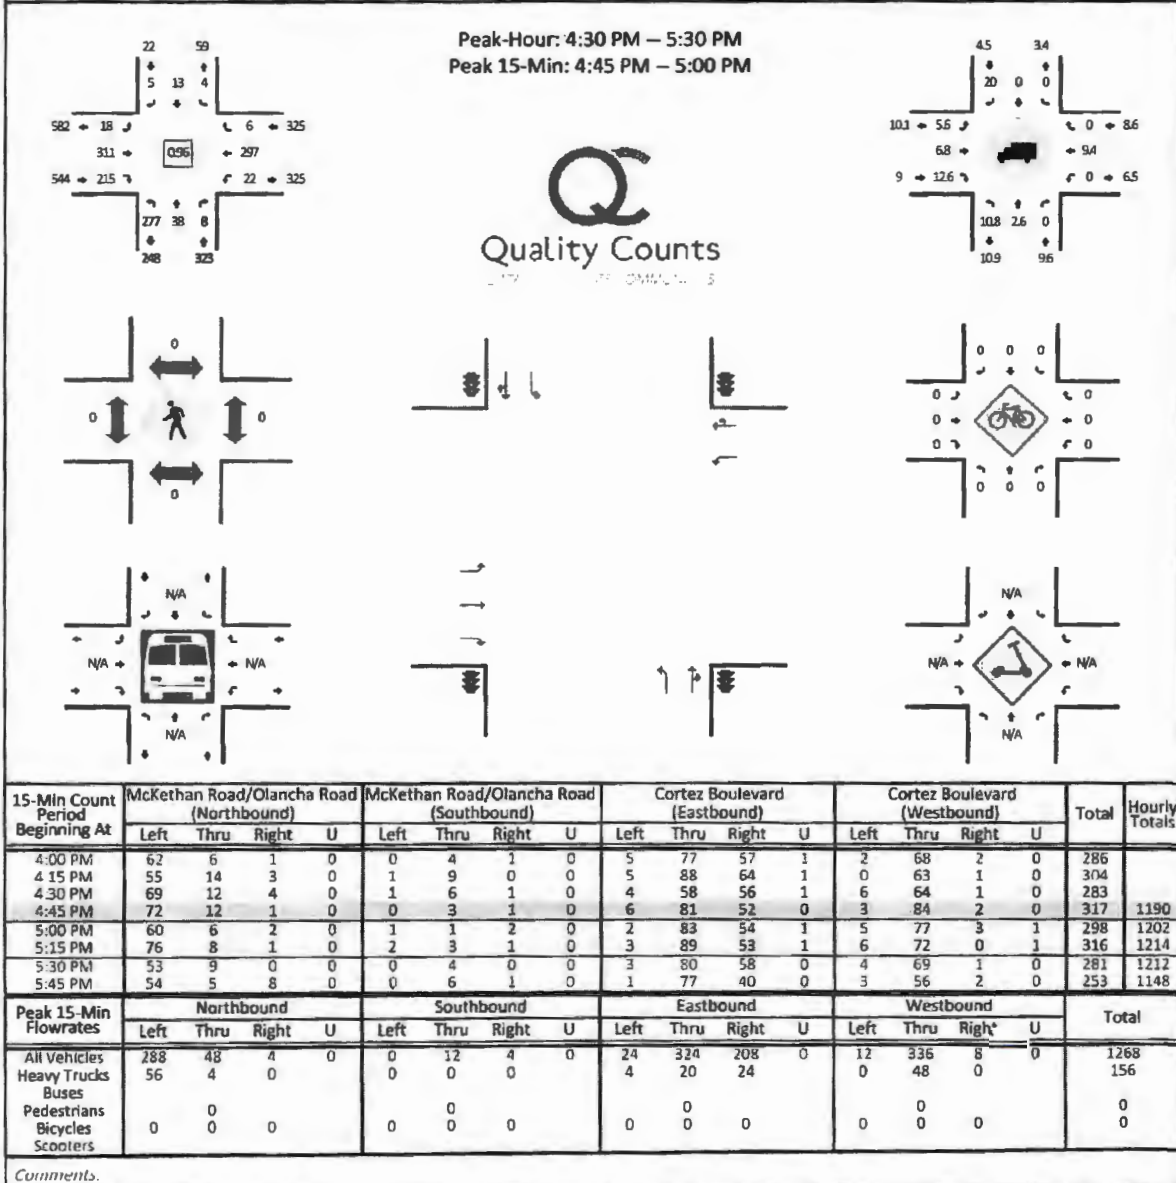 Peak-Hour: 4:30 PM — 5:30 PM
Peak 15-Min: 4:45 PM — 5:00 PM
22 59
5 13 4
582 18 6 325
311 0.96 297
544 215 22 325
277 38 8
248 323
4.5 3.4
20 0 0
10.1 5.6 0 8.6
6.8 9.4
9 12.6 0 6.5
10.8 2.6 0
10.9 9.6
QC
Quality Counts
0
0 0
0
0 0 0
0 0
0 0
0 0
0 0 0
N/A
N/A N/A
N/A
N/A
N/A N/A
N/A
15-Min Count Period Beginning At McKethan Road/Olancha Road (Northbound) McKethan Road/Olancha Road (Southbound) Cortez Boulevard (Eastbound) Cortez Boulevard (Westbound) Total Hourly Totals
Left Thru Right U Left Thru Right U Left Thru Right U Left Thru Right U
4:00 PM 62 6 1 0 0 4 1 0 5 77 57 1 2 68 2 0 286
4 15 PM 55 14 3 0 1 9 0 0 5 88 64 1 0 63 1 0 304
4:30 PM 69 12 4 0 1 6 1 0 4 58 56 1 6 64 1 0 283
4:45 PM 72 12 1 0 0 3 1 0 6 81 52 0 3 84 2 0 317 1190
5:00 PM 60 6 2 0 1 1 2 0 2 83 54 1 5 77 3 1 298 1202
5:15 PM 76 8 1 0 2 3 1 0 3 89 53 1 6 72 0 1 316 1214
5:30 PM 53 9 0 0 0 4 0 0 3 80 58 0 4 69 1 0 281 1212
5:45 PM 54 5 8 0 0 6 1 0 1 77 40 0 3 56 2 0 253 1148
Peak 15-Min Flowrates Northbound Southbound Eastbound Westbound Total
Left Thru Right U Left Thru Right U Left Thru Right U Left Thru Right U
All Vehicles 288 48 4 0 0 12 4 0 24 324 208 0 12 336 8 0 1268
Heavy Trucks 56 4 0 0 0 0 4 20 24 0 48 0 156
Buses
Pedestrians 0 0 0 0 0
Bicycles 0 0 0 0 0 0 0 0 0 0 0 0 0
Scooters
Comments: